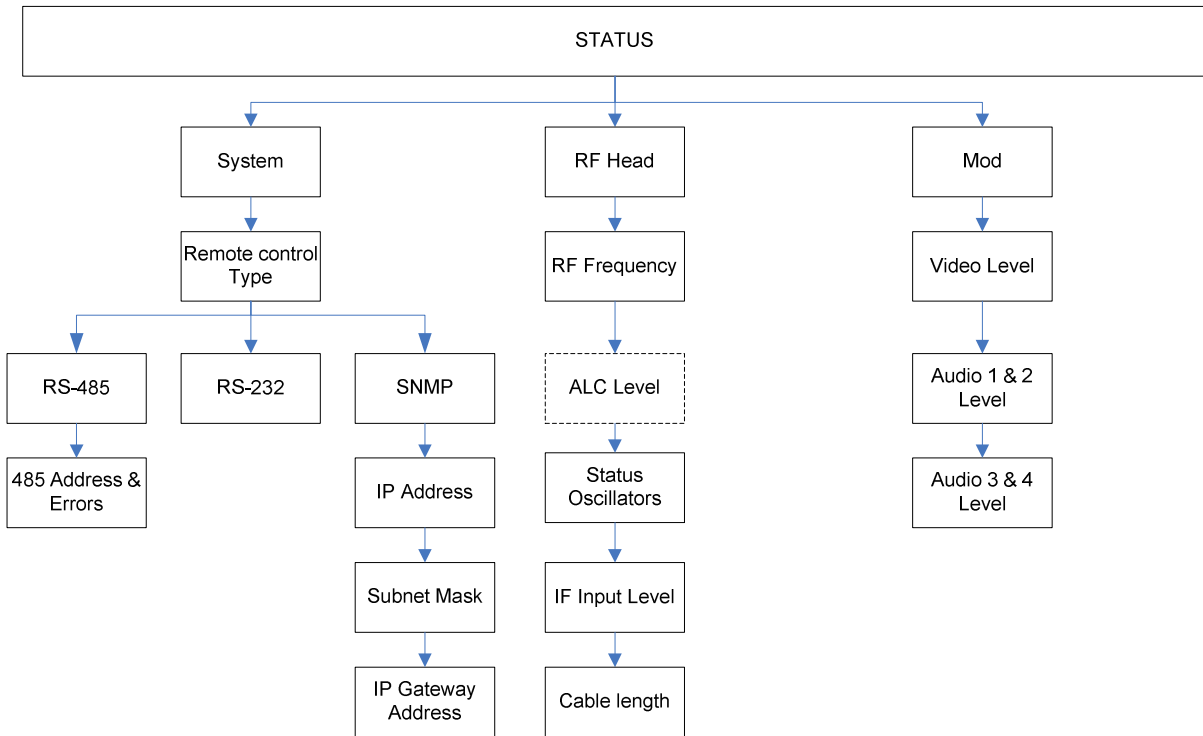 STATUS
System
RF Head
Mod
Remote control
Type
RF Frequency
Video Level
RS-485
RS-232
SNMP
ALC Level
Audio 1 & 2
Level
485 Address &
Errors
IP Address
Status
Oscillators
Audio 3 & 4
Level
Subnet Mask
IF Input Level
IP Gateway
Address
Cable length